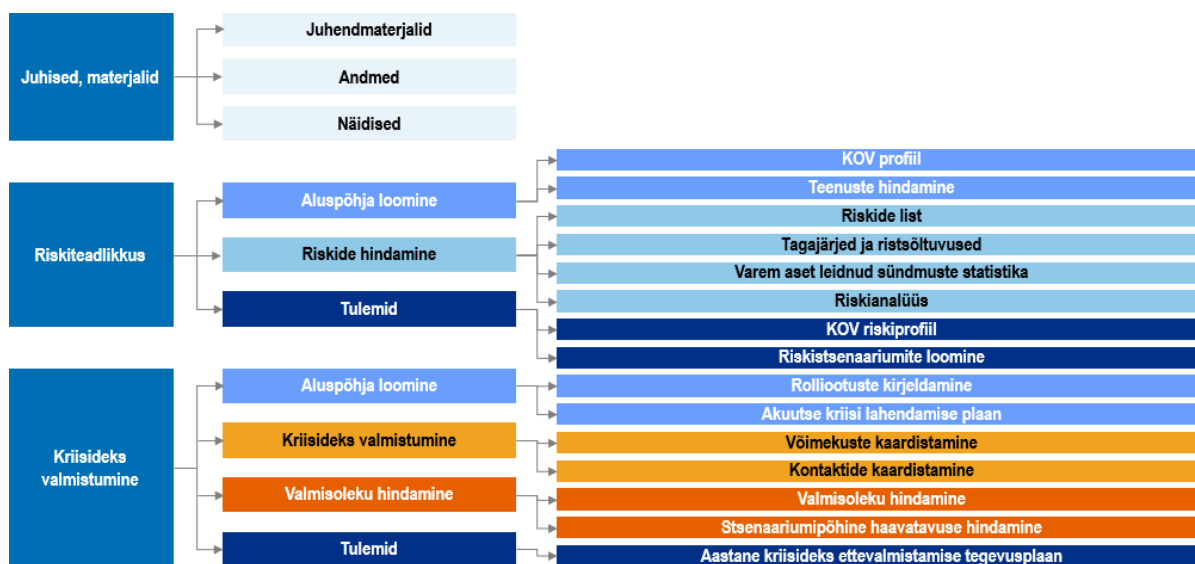 Juhised, materjalid
Juhendmaterjalid
Andmed
Näidised
Riskiteadlikkus
Aluspõhja loomine
KOV profiil
Teenuste hindamine
Riskide hindamine
Riskide list
Tagajärjed ja ristsõltuvused
Varem aset leidnud sündmuste statistika
Riskianalüüs
Tulemid
KOV riskiprofiil
Riskistsenaariumite loomine
Kriisideks
valmistumine
Aluspõhja loomine
Rolliootuste kirjeldamine
Akuutse kriisi lahendamise plaan
Kriisideks valmistumine
Võimekuste kaardistamine
Kontaktide kaardistamine
Valmisoleku hindamine
Valmisoleku hindamine
Stsenaariumipõhine haavatavuse hindamine
Tulemid
Aastane kriisideks ettevalmistamise tegevusplaan